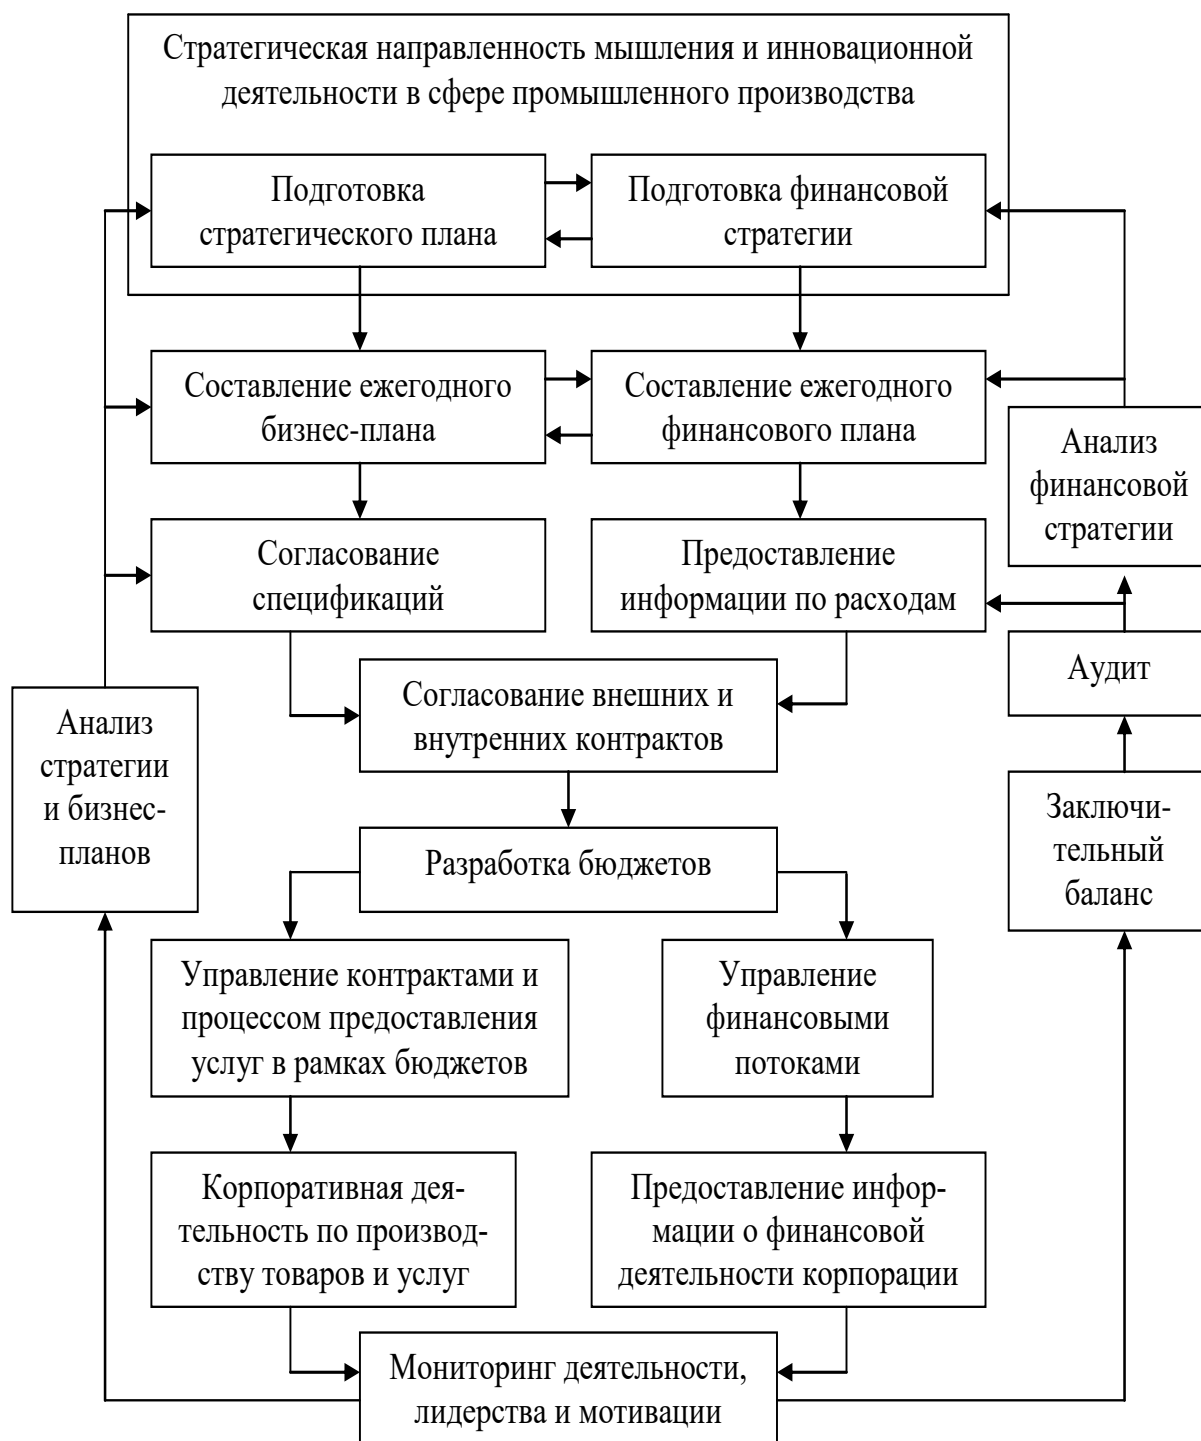 Стратегическая направленность мышления и инновационной
деятельности в сфере промышленного производства
Подготовка
стратегического плана
Подготовка финансовой
стратегии
Составление ежегодного
бизнес-плана
Составление ежегодного
финансового плана
Анализ
финансовой
стратегии
Согласование
спецификаций
Предоставление
информации по расходам
Аудит
Согласование внешних и
внутренних контрактов
Анализ
стратегии
и бизнес-
планов
Заключи-
тельный
баланс
Разработка бюджетов
Управление контрактами и
процессом предоставления
услуг в рамках бюджетов
Управление
финансовыми
потоками
Корпоративная дея-
тельность по производ-
ству товаров и услуг
Предоставление инфор-
мации о финансовой
деятельности корпорации
Мониторинг деятельности,
лидерства и мотивации